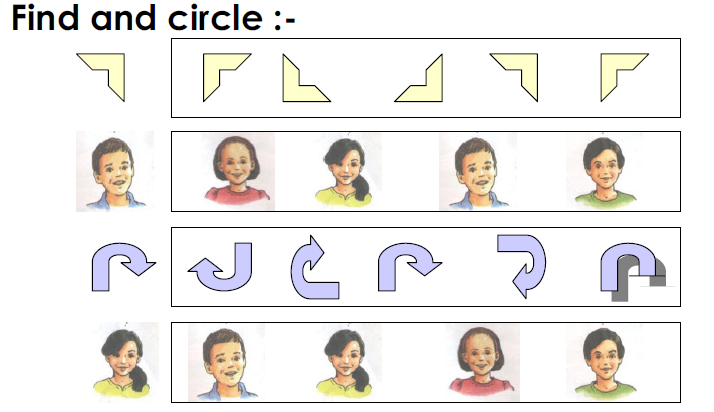 Find and circle :-